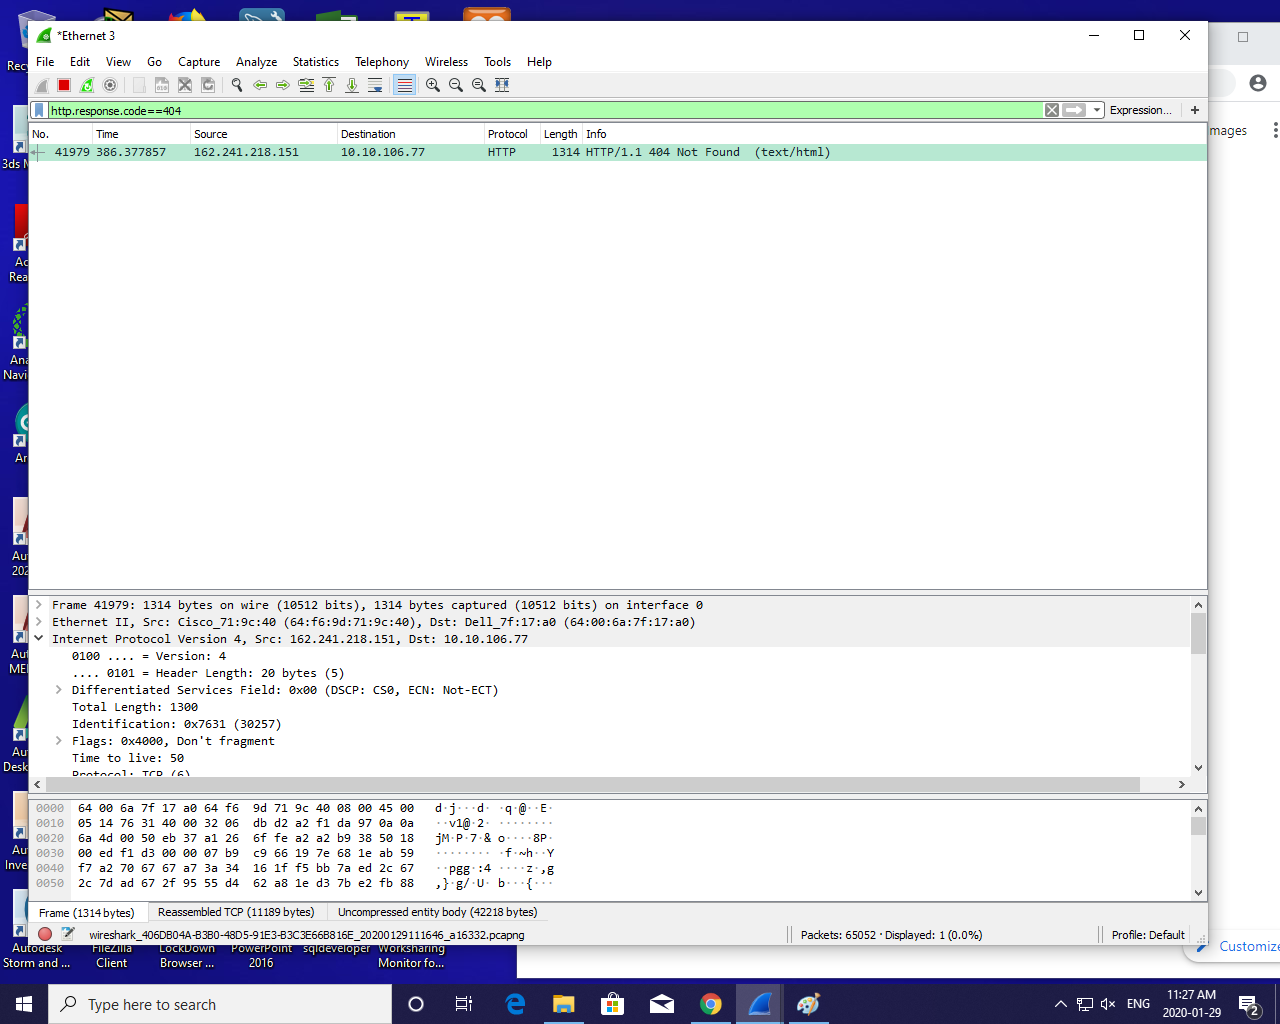 *Ethernet 3
File Edit View Go Capture Analyze Statistics Telephony Wireless Tools Help
http.response.code==404
Expression...
+
No. Time Source Destination Protocol Length Info
41979 386.377857 162.241.218.151 10.10.106.77 HTTP 1314 HTTP/1.1 404 Not Found (text/html)
Frame 41979: 1314 bytes on wire (10512 bits), 1314 bytes captured (10512 bits) on interface 0
Ethernet II, Src: Cisco_71:9c:40 (64:f6:9d:71:9c:40), Dst: Dell_7f:17:a0 (64:00:6a:7f:17:a0)
Internet Protocol Version 4, Src: 162.241.218.151, Dst: 10.10.106.77
0100 .... = Version: 4
.... 0101 = Header Length: 20 bytes (5)
Differentiated Services Field: 0x00 (DSCP: CS0, ECN: Not-ECT)
Total Length: 1300
Identification: 0x7631 (30257)
Flags: 0x4000, Don't fragment
Time to live: 50
Protocol: TCP (6)
0000 64 00 6a 7f 17 a0 64 f6 9d 71 9c 40 08 00 45 00 d·j···d· ·q·@··E·
0010 05 14 76 31 40 00 32 06 db d2 a2 f1 da 97 0a 0a ··v1@·2· ········
0020 6a 4d 00 50 eb 37 a1 26 6f fe a2 a2 b9 38 50 18 jM·P·7·& o····8P·
0030 00 ed f1 d3 00 00 07 b9 c9 66 19 7e 68 1e ab 59 ········ ·f·~h··Y
0040 f7 a2 70 67 67 a7 3a 34 16 1f f5 bb 7a ed 2c 67 ··pgg·:4 ····z·,g
0050 2c 7d ad 67 2f 95 55 d4 62 a8 1e d3 7b e2 fb 88 ,}·g/·U· b···{···
Frame (1314 bytes) Reassembled TCP (11189 bytes) Uncompressed entity body (42218 bytes)
wireshark_406DB04A-B3B0-48D5-91E3-B3C3E66B816E_20200129111646_a16332.pcapng
Packets: 65052 · Displayed: 1 (0.0%)
Profile: Default
Recy
3ds M
Ac
Rea
Ana
Navi
Ar
Aut
202
Aut
MEI
Aut
Desk
Aut
Inve
Autodesk
Storm and ...
FileZilla
Client
LockDown
Browser ...
PowerPoint
2016
sqldeveloper
Worksharing
Monitor fo...
mages
Customize
Type here to search
ENG
11:27 AM
2020-01-29
2